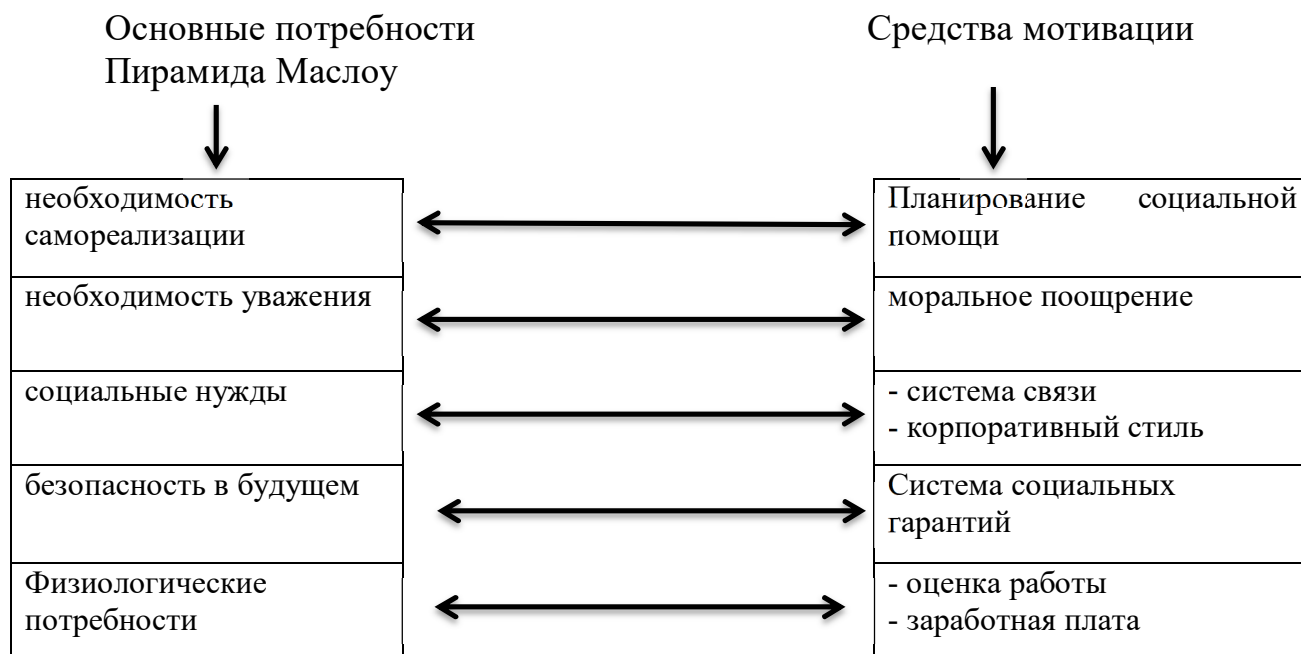 Основные потребности
Пирамида Маслоу
Средства мотивации
необходимость
самореализации
Планирование социальной
помощи
необходимость уважения
моральное поощрение
социальные нужды
- система связи
- корпоративный стиль
безопасность в будущем
Система социальных
гарантий
Физиологические
потребности
- оценка работы
- заработная плата